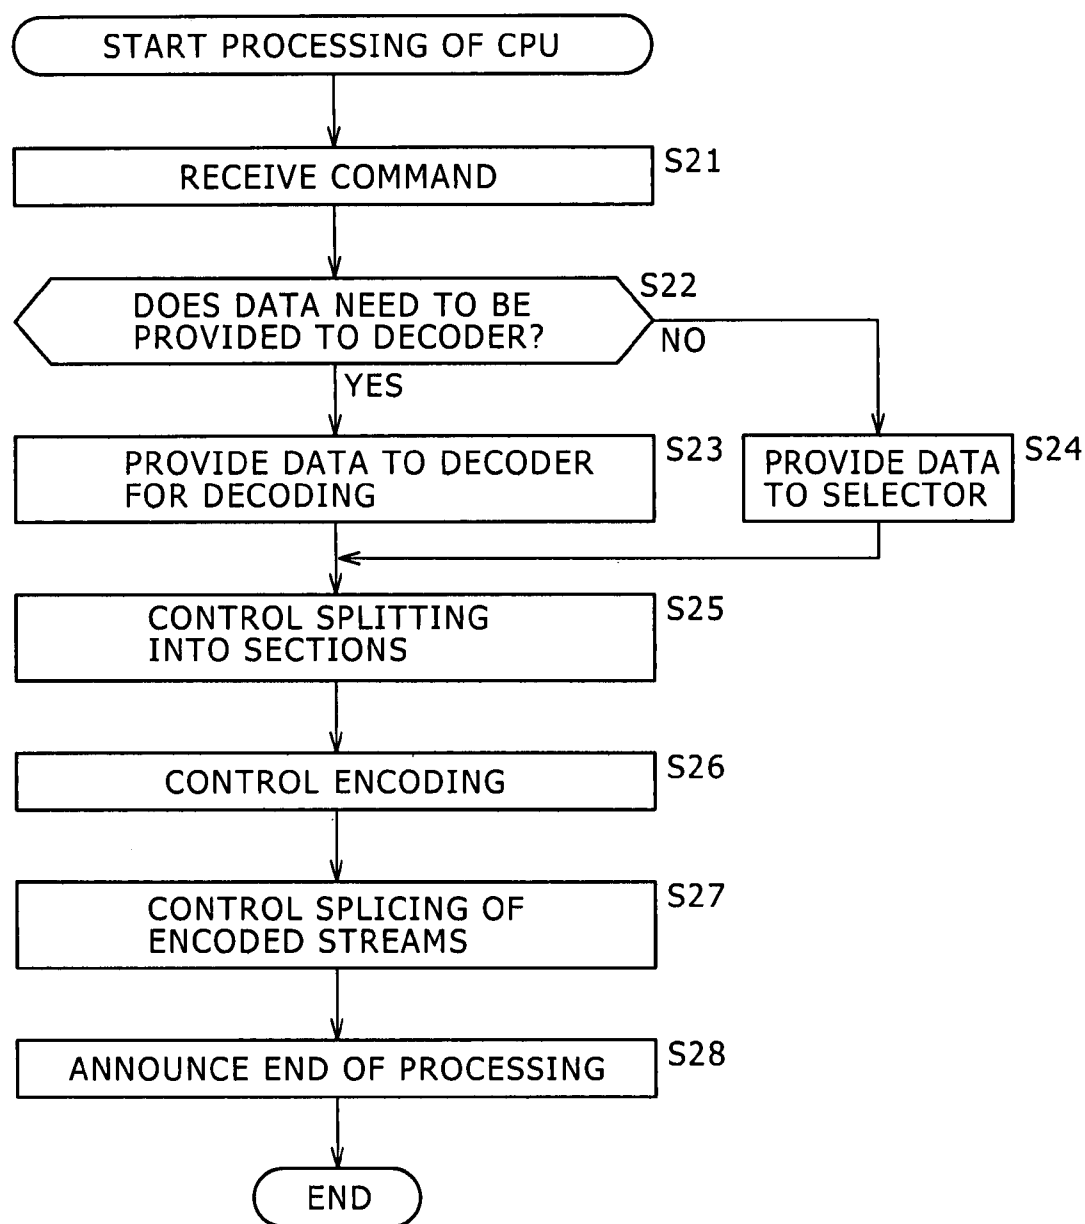 START PROCESSING OF CPU
RECEIVE COMMAND
S21
DOES DATA NEED TO BE
PROVIDED TO DECODER?
S22
NO
YES
PROVIDE DATA TO DECODER
FOR DECODING
S23
PROVIDE DATA
TO SELECTOR
S24
CONTROL SPLITTING
INTO SECTIONS
S25
CONTROL ENCODING
S26
CONTROL SPLICING OF
ENCODED STREAMS
S27
ANNOUNCE END OF PROCESSING
S28
END